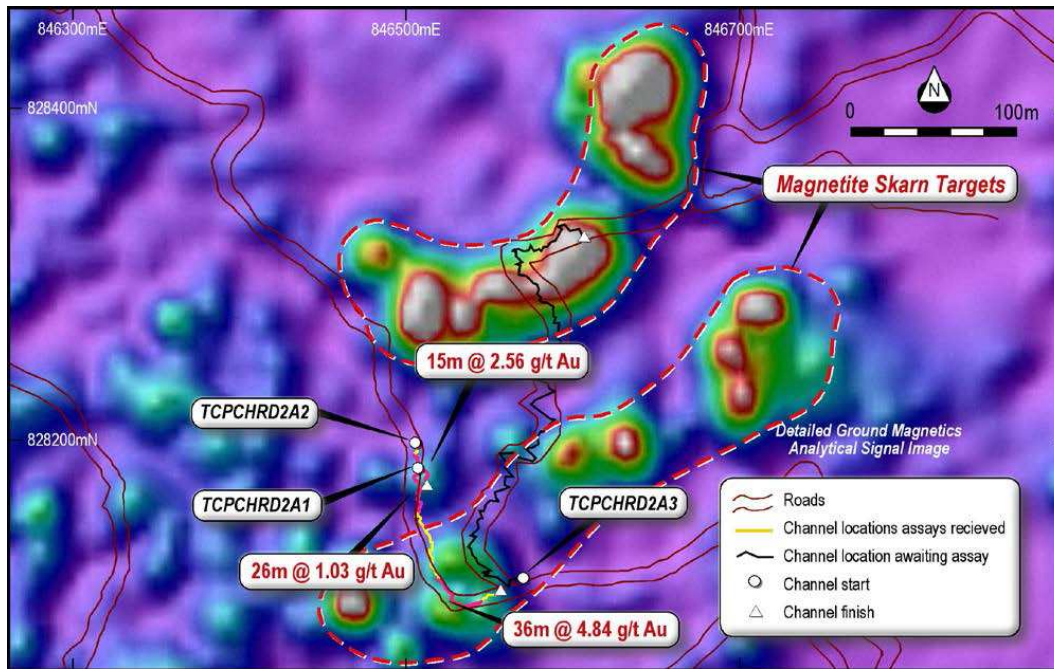 846300mE
846500mE
846700mE
828400mN
N
0
100m
Magnetite Skarn Targets
15m @ 2.56 g/t Au
TCPCHRD2A2
828200mN
Detailed Ground Magnetics
Analytical Signal Image
TCPCHRD2A1
TCPCHRD2A3
26m @ 1.03 g/t Au
36m @ 4.84 g/t Au
Roads
Channel locations assays recieved
Channel location awaiting assay
Channel start
Channel finish